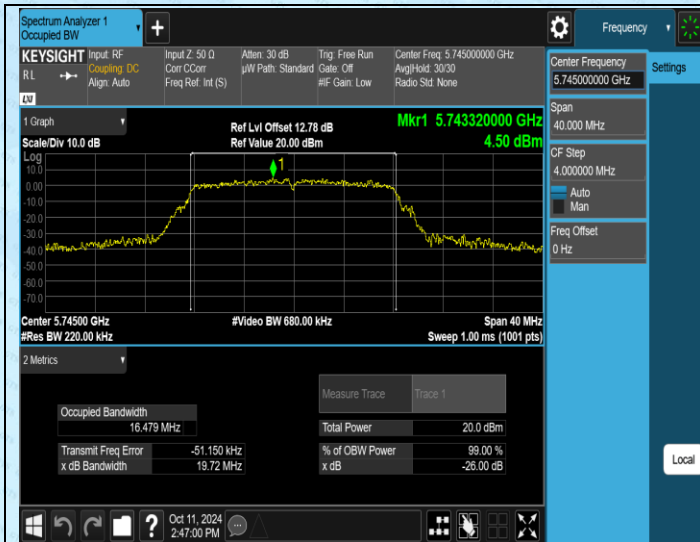 Spectrum Analyzer 1
Occupied BW
+
Frequency
KEYSIGHT
RL
LXI
Input: RF
Coupling: DC
Align: Auto
Input Z: 50 Ω
Corr CCorr
Freq Ref: Int (S)
Atten: 30 dB
µW Path: Standard
Trig: Free Run
Gate: Off
#IF Gain: Low
Center Freq: 5.745000000 GHz
Avg|Hold: 30/30
Radio Std: None
Center Frequency
5.745000000 GHz
Settings
Span
40.000 MHz
CF Step
4.000000 MHz
Auto
Man
Freq Offset
0 Hz
1 Graph
Scale/Div 10.0 dB
Ref Lvl Offset 12.78 dB
Ref Value 20.00 dBm
Mkr1 5.743320000 GHz
4.50 dBm
Log
10.0
0.00
-10.0
-20.0
-30.0
-40.0
-50.0
-60.0
-70.0
1
Center 5.74500 GHz
#Res BW 220.00 kHz
#Video BW 680.00 kHz
Span 40 MHz
Sweep 1.00 ms (1001 pts)
2 Metrics
Measure Trace
Trace 1
Occupied Bandwidth
16.479 MHz
Total Power
20.0 dBm
Transmit Freq Error
-51.150 kHz
% of OBW Power
99.00 %
x dB Bandwidth
19.72 MHz
x dB
-26.00 dB
Local
?
Oct 11, 2024
2:47:00 PM